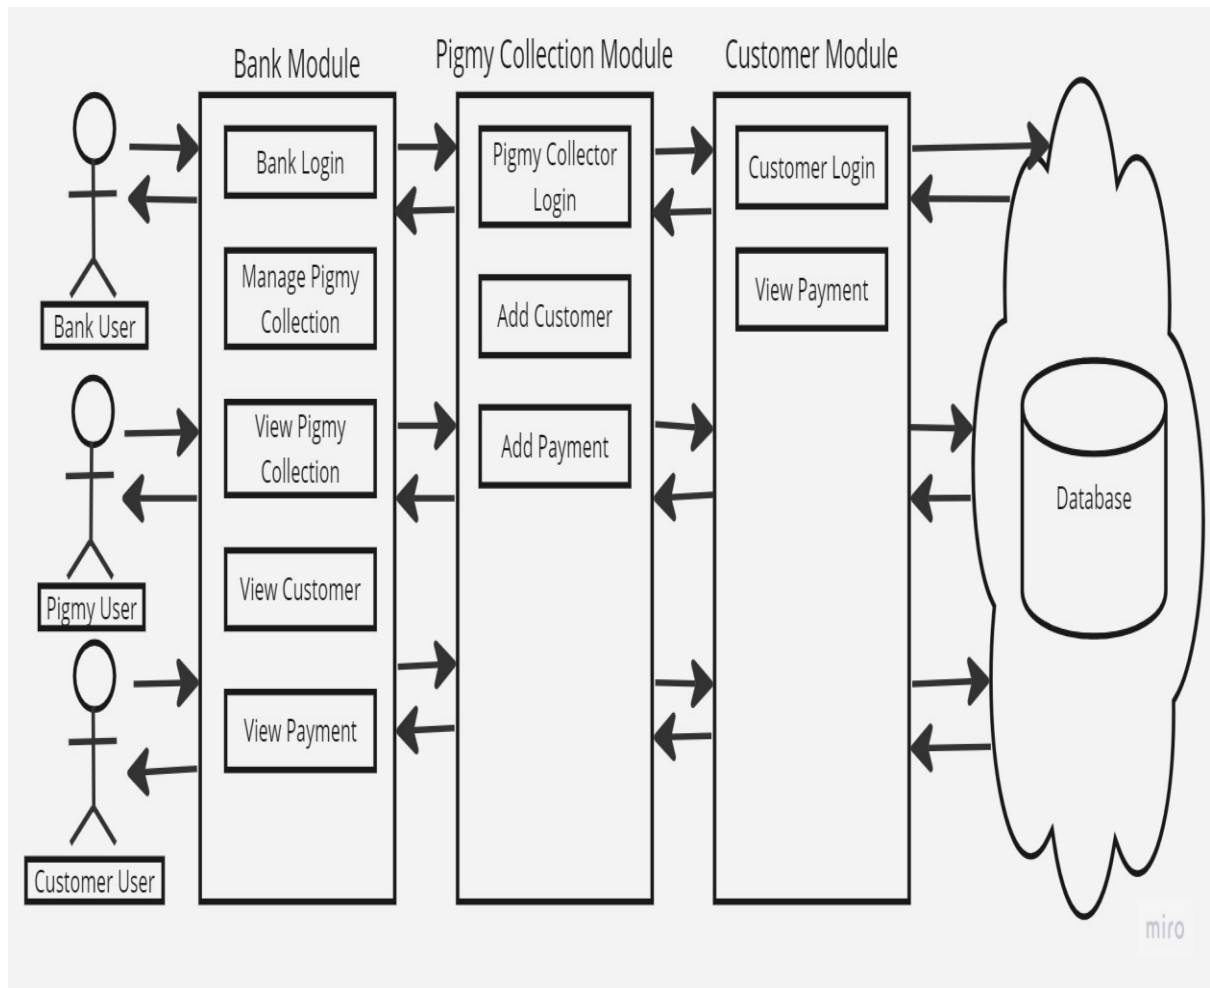 Bank Module
Pigmy Collection Module
Customer Module
Bank Login
Manage Pigmy
Collection
View Pigmy
Collection
View Customer
View Payment
Pigmy Collector
Login
Add Customer
Add Payment
Customer Login
View Payment
Bank User
Pigmy User
Customer User
Database
miro